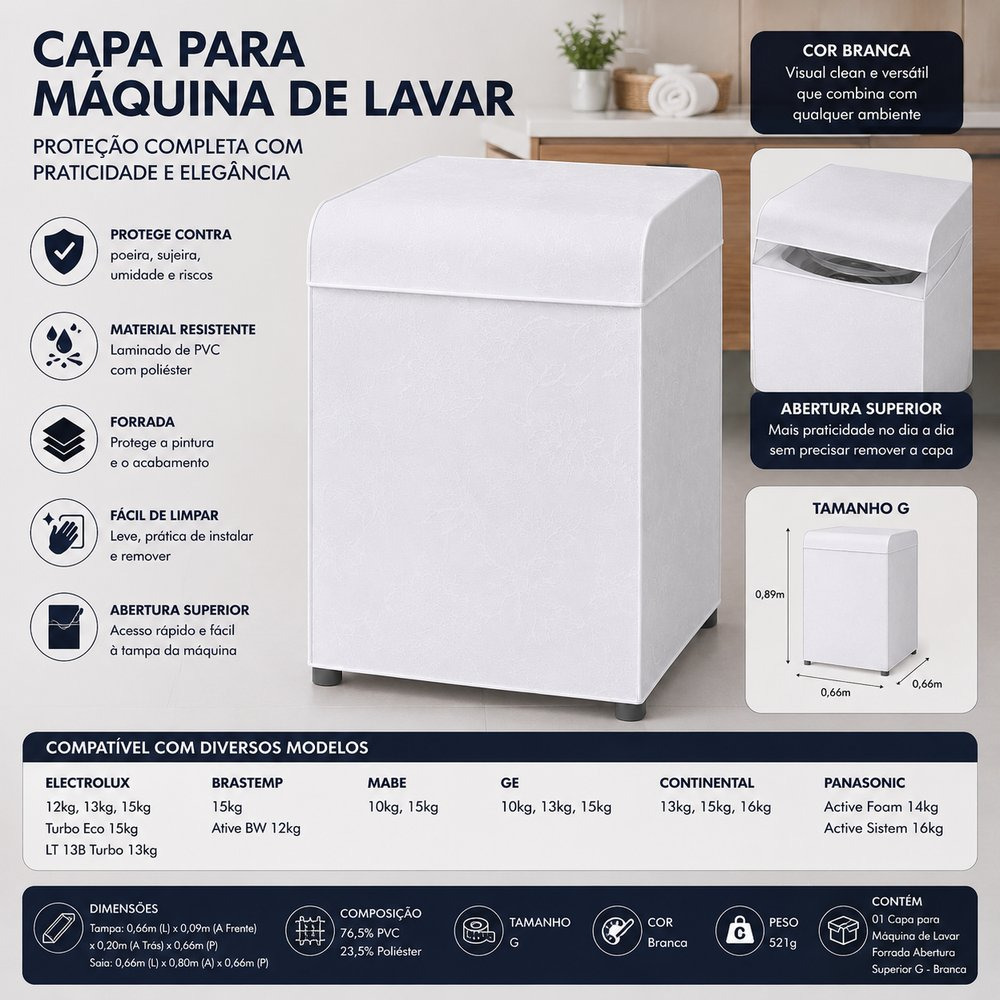 CAPA PARA
MÁQUINA DE LAVAR
PROTEÇÃO COMPLETA COM
PRATICIDADE E ELEGÂNCIA
PROTEGE CONTRA
poeira, sujeira,
umidade e riscos
MATERIAL RESISTENTE
Laminado de PVC
com poliéster
FORRADA
Protege a pintura
e o acabamento
FÁCIL DE LIMPAR
Leve, prática de instalar
e remover
ABERTURA SUPERIOR
Acesso rápido e fácil
à tampa da máquina
COR BRANCA
Visual clean e versátil
que combina com
qualquer ambiente
ABERTURA SUPERIOR
Mais praticidade no dia a dia
sem precisar remover a capa
TAMANHO G
0,89m
0,66m
0,66m
COMPATÍVEL COM DIVERSOS MODELOS
ELECTROLUX
12kg, 13kg, 15kg
Turbo Eco 15kg
LT 13B Turbo 13kg
BRASTEMP
15kg
Ative BW 12kg
MABE
10kg, 15kg
GE
10kg, 13kg, 15kg
CONTINENTAL
13kg, 15kg, 16kg
PANASONIC
Active Foam 14kg
Active Sistem 16kg
DIMENSÕES
Tampa: 0,66m (L) x 0,09m (A Frente)
x 0,20m (A Trás) x 0,66m (P)
Saia: 0,66m (L) x 0,80m (A) x 0,66m (P)
COMPOSIÇÃO
76,5% PVC
23,5% Poliéster
TAMANHO
G
COR
Branca
C
PESO
521g
CONTÉM
01 Capa para
Máquina de Lavar
Forrada Abertura
Superior G - Branca